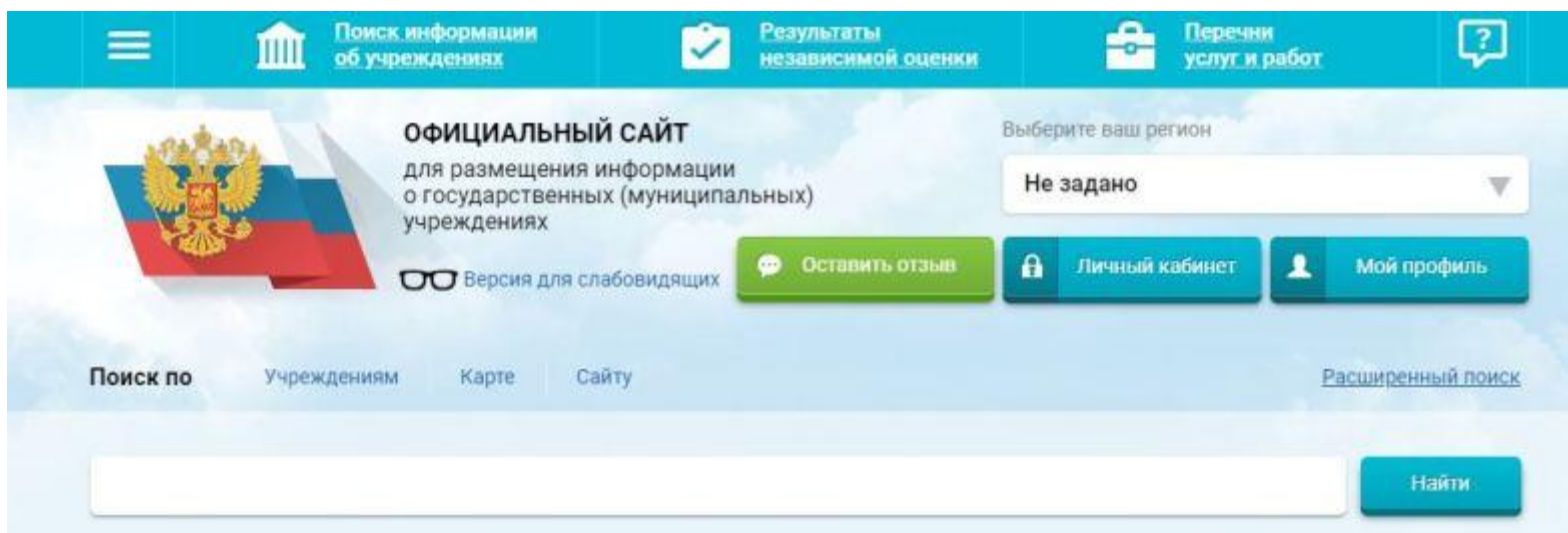 Поиск информации
об учреждениях
Результаты
независимой оценки
Перечни
услуг и работ
?
ОФИЦИАЛЬНЫЙ САЙТ
для размещения информации
о государственных (муниципальных)
учреждениях
Версия для слабовидящих
Выберите ваш регион
Не задано
Оставить отзыв
Личный кабинет
Мой профиль
Поиск по Учреждениям Карте Сайту Расширенный поиск
Найти